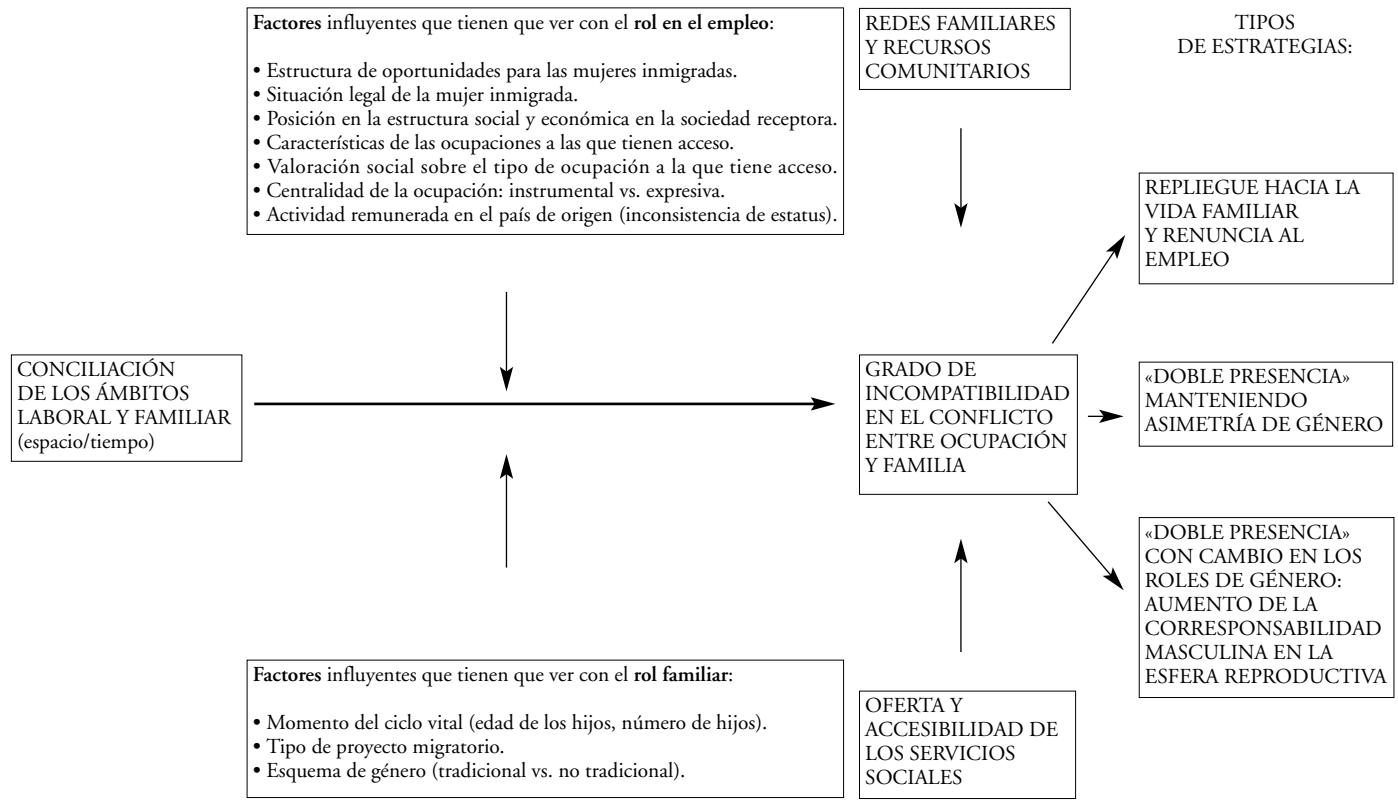 Factores influyentes que tienen que ver con el rol en el empleo:
• Estructura de oportunidades para las mujeres inmigradas.
• Situación legal de la mujer inmigrada.
• Posición en la estructura social y económica en la sociedad receptora.
• Características de las ocupaciones a las que tienen acceso.
• Valoración social sobre el tipo de ocupación a la que tiene acceso.
• Centralidad de la ocupación: instrumental vs. expresiva.
• Actividad remunerada en el país de origen (inconsistencia de estatus).
REDES FAMILIARES
Y RECURSOS
COMUNITARIOS
TIPOS
DE ESTRATEGIAS:
REPLIEGUE HACIA LA
VIDA FAMILIAR
Y RENUNCIA AL
EMPLEO
CONCILIACIÓN
DE LOS ÁMBITOS
LABORAL Y FAMILIAR
(espacio/tiempo)
GRADO DE
INCOMPATIBILIDAD
EN EL CONFLICTO
ENTRE OCUPACIÓN
Y FAMILIA
«DOBLE PRESENCIA»
MANTENIENDO
ASIMETRÍA DE GÉNERO
«DOBLE PRESENCIA»
CON CAMBIO EN LOS
ROLES DE GÉNERO:
AUMENTO DE LA
CORRESPONSABILIDAD
MASCULINA EN LA
ESFERA REPRODUCTIVA
Factores influyentes que tienen que ver con el rol familiar:
• Momento del ciclo vital (edad de los hijos, número de hijos).
• Tipo de proyecto migratorio.
• Esquema de género (tradicional vs. no tradicional).
OFERTA Y
ACCESIBILIDAD DE
LOS SERVICIOS
SOCIALES